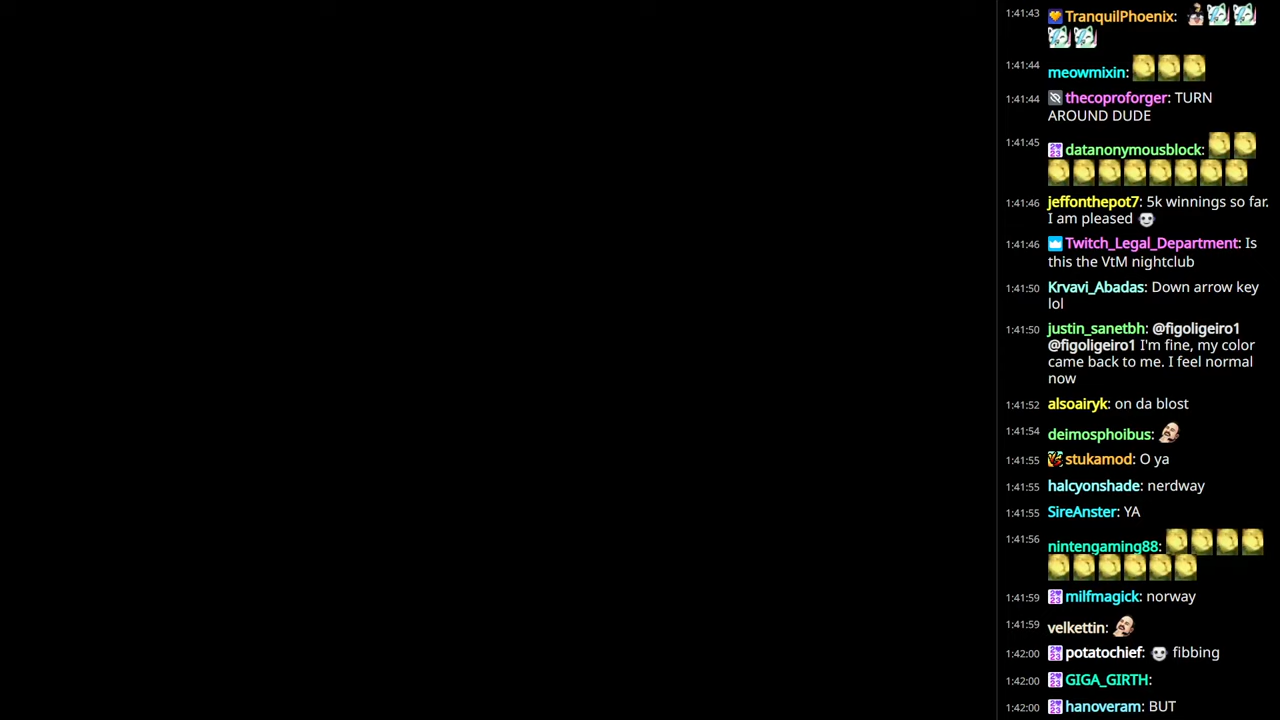 1:41:43 TranquilPhoenix:
1:41:44 meowmixin:
1:41:44 thecoproforger: TURN
AROUND DUDE
1:41:45 datanonymousblock:
1:41:46 jeffonthepot7: 5k winnings so far.
I am pleased
1:41:46 Twitch_Legal_Department: Is
this the VtM nightclub
1:41:50 Krvavi_Abadas: Down arrow key
lol
1:41:50 justin_sanetbh: @figoligeiro1
@figoligeiro1 I'm fine, my color
came back to me. I feel normal
now
1:41:52 alsoairyk: on da blost
1:41:54 deimosphoibus:
1:41:55 stukamod: O ya
1:41:55 halcyonshade: nerdway
1:41:55 SireAnster: YA
1:41:56 nintengaming88:
1:41:59 milfmagick: norway
1:41:59 velkettin:
1:42:00 potatochief: fibbing
1:42:00 GIGA_GIRTH:
1:42:00 hanoveram: BUT